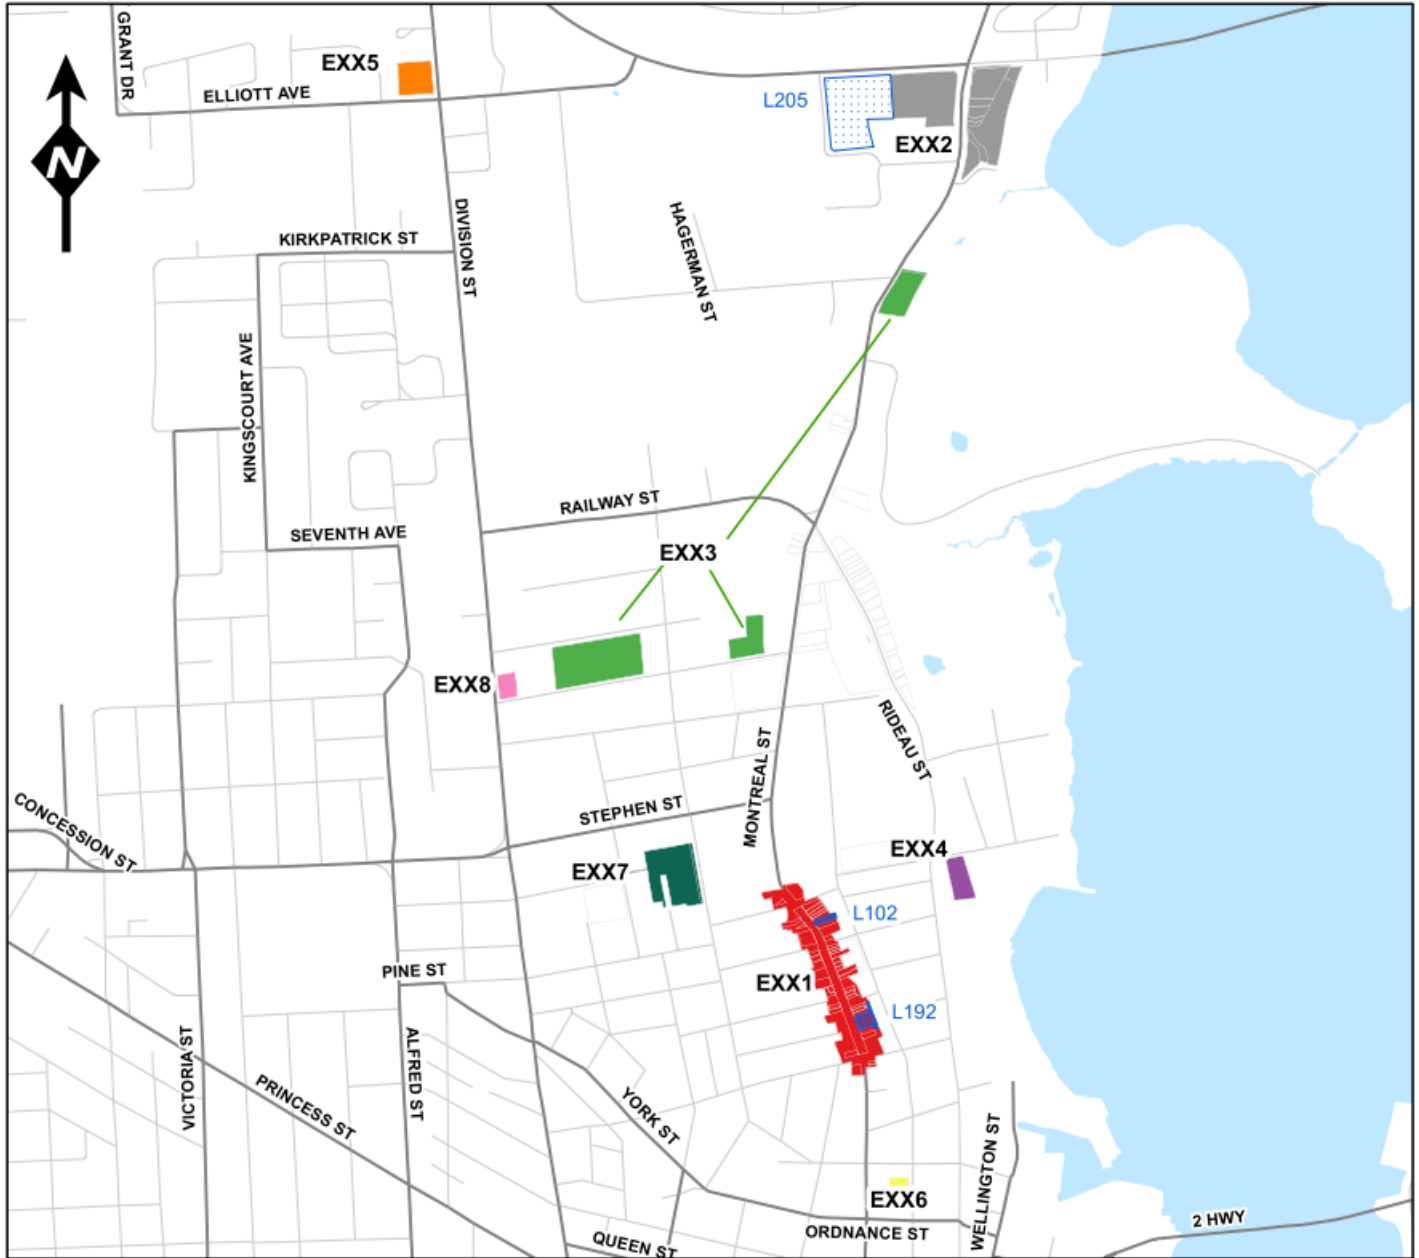 GRANT DR
EXX5
ELLIOTT AVE
L205
EXX2
N
DIVISION ST
HAGERMAN ST
KIRKPATRICK ST
KINGSCOURT AVE
RAILWAY ST
SEVENTH AVE
EXX3
EXX8
RIDEAU ST
MONTREAL ST
STEPHEN ST
CONCESSION ST
EXX4
EXX7
L102
EXX1
PINE ST
L192
VICTORIA ST
ALFRED ST
PRINCESS ST
YORK ST
WELLINGTON ST
EXX6
2 HWY
ORDNANCE ST
QUEEN ST